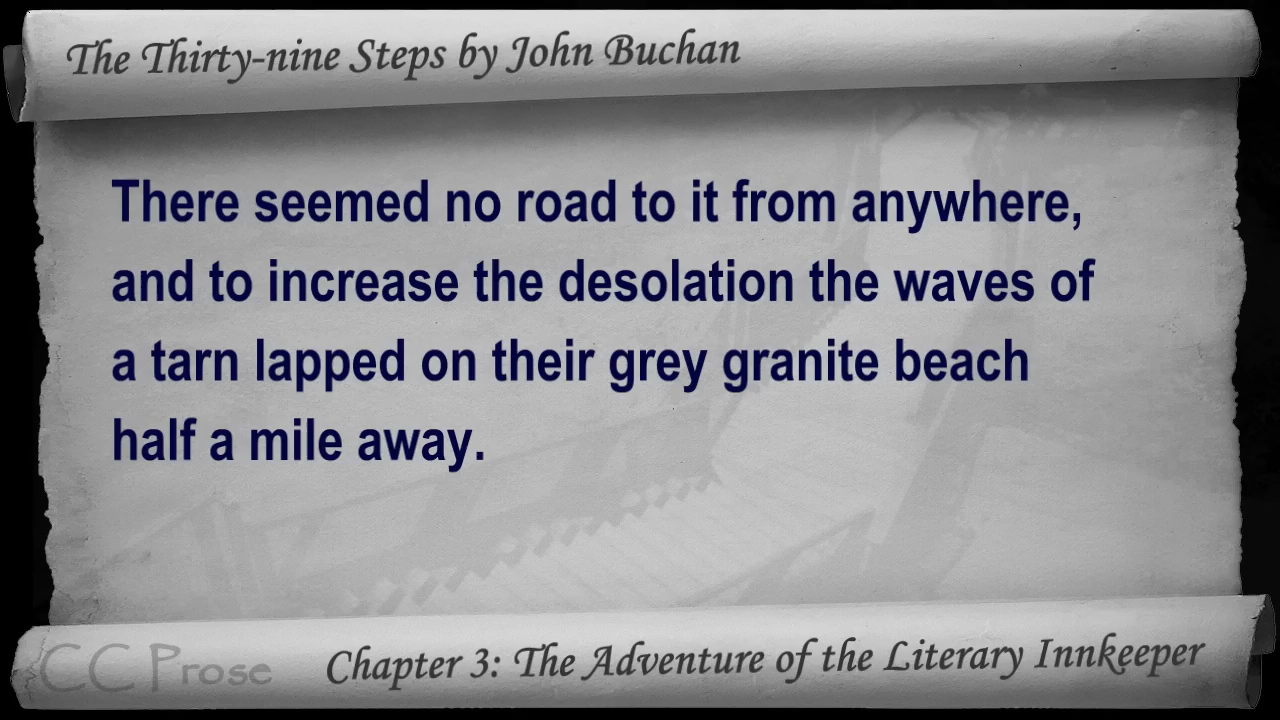 The Thirty-nine Steps by John Buchan
There seemed no road to it from anywhere,
and to increase the desolation the waves of
a tarn lapped on their grey granite beach
half a mile away.
CC Prose
Chapter 3: The Adventure of the Literary Innkeeper